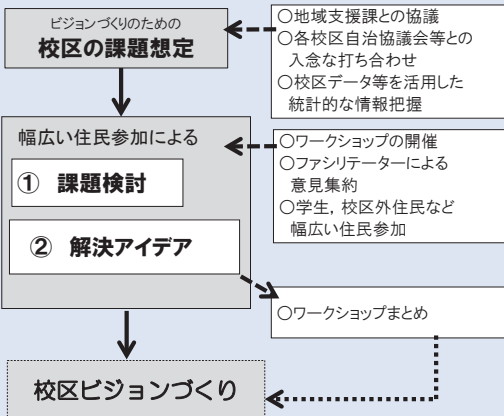 ビジョンづくりのための
校区の課題想定
○地域支援課との協議
○各校区自治協議会等との
入念な打ち合わせ
○校区データ等を活用した
統計的な情報把握
幅広い住民参加による
① 課題検討
② 解決アイデア
○ワークショップの開催
○ファシリテーターによる
意見集約
○学生，校区外住民など
幅広い住民参加
○ワークショップまとめ
校区ビジョンづくり